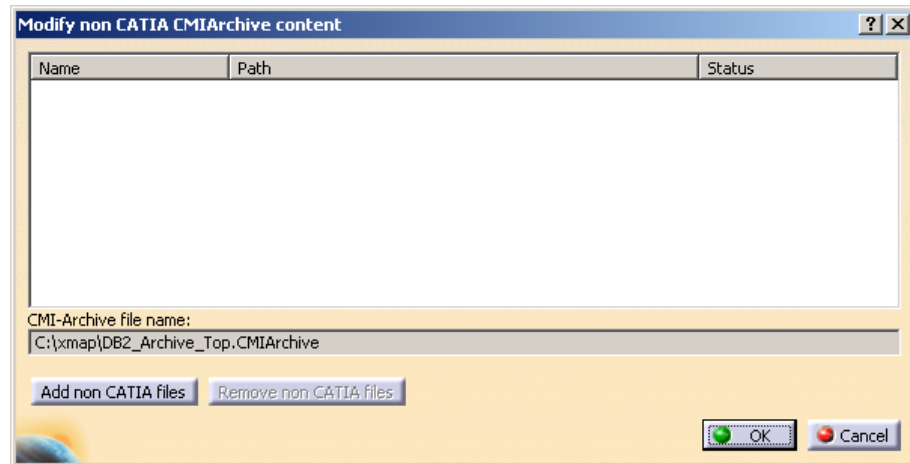 Modify non CATIA CMIArchive content
? X
Name Path Status
CMI-Archive file name:
C:\xmap\DB2_Archive_Top.CMIArchive
Add non CATIA files Remove non CATIA files
OK Cancel